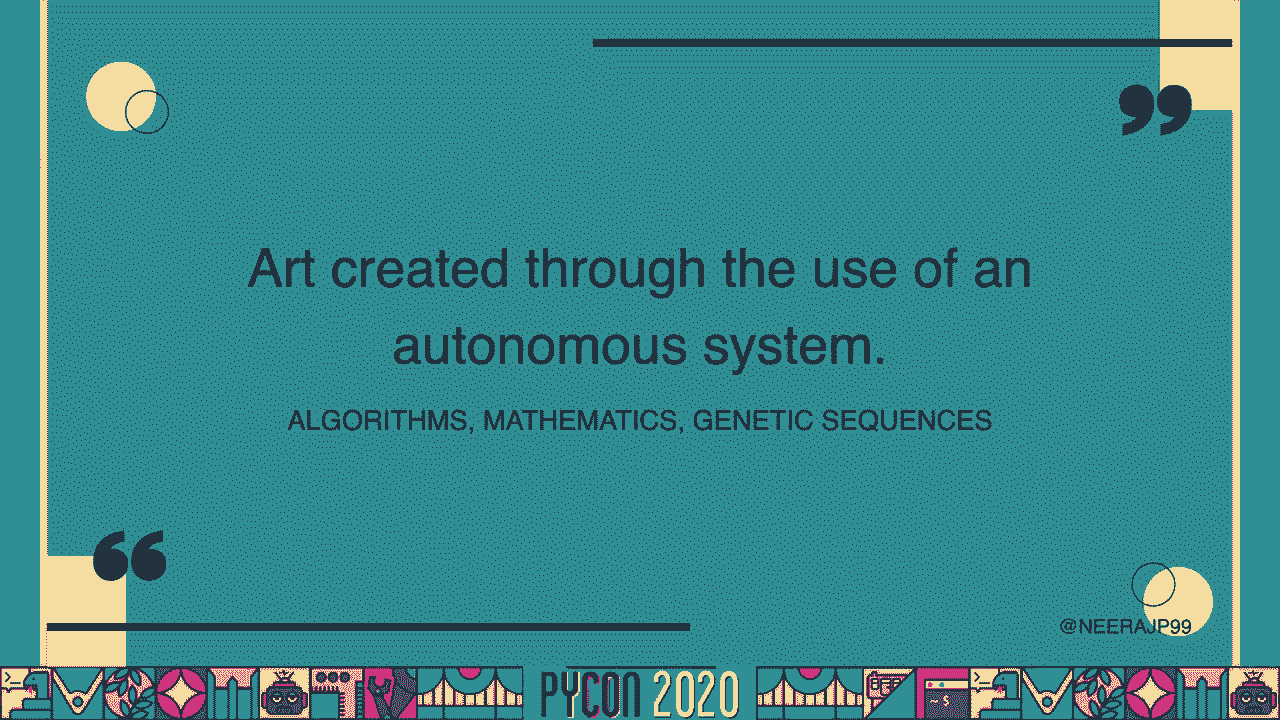 Art created through the use of an
autonomous system.
ALGORITHMS, MATHEMATICS, GENETIC SEQUENCES
@NEERAJP99
PYCON 2020